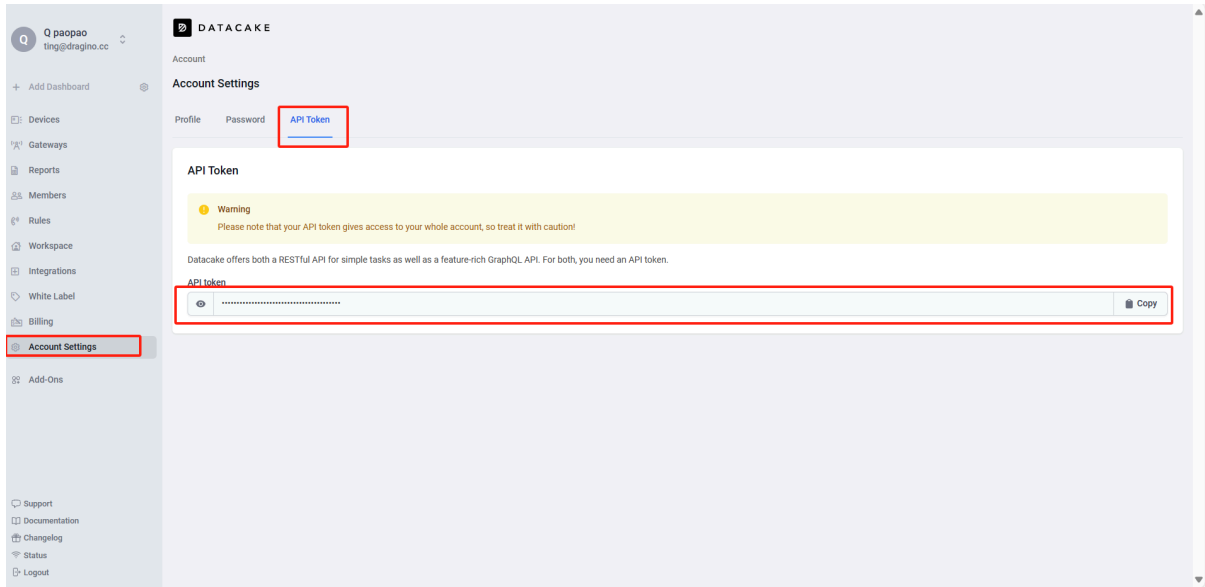 Q
Q paopao
ting@dragino.cc
Add Dashboard
Devices
Gateways
Reports
Members
Rules
Workspace
Integrations
White Label
Billing
Account Settings
Add-Ons
Support
Documentation
Changelog
Status
Logout
DATACAKE
Account
Account Settings
Profile Password API Token
API Token
Warning
Please note that your API token gives access to your whole account, so treat it with caution!
Datacake offers both a RESTful API for simple tasks as well as a feature-rich GraphQL API. For both, you need an API token.
API token
•••••••••••••••••••••••••••••••••••••••• Copy